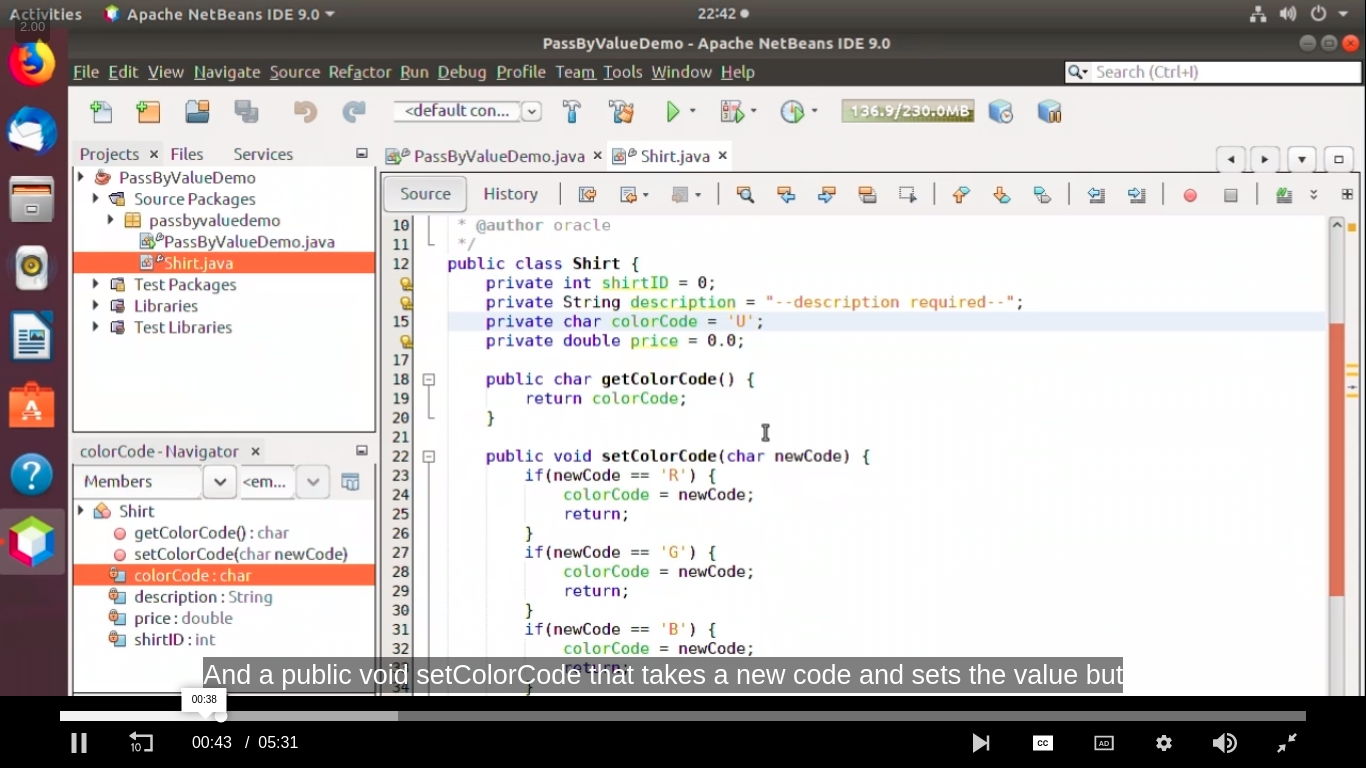 Activities
Apache NetBeans IDE 9.0
22:42
2.00
PassByValueDemo - Apache NetBeans IDE 9.0
File Edit View Navigate Source Refactor Run Debug Profile Team Tools Window Help
Search (Ctrl+I)
<default con...
136.9/230.0MB
Projects Files Services
PassByValueDemo.java Shirt.java
PassByValueDemo
Source Packages
passbyvaluedemo
PassByValueDemo.java
Shirt.java
Test Packages
Libraries
Test Libraries
colorCode - Navigator
Members <em...
Shirt
getColorCode() : char
setColorCode(char newCode)
colorCode : char
description : String
price : double
shirtID : int
Source History
10 * @author oracle
11 */
12 public class Shirt {
private int shirtID = 0;
private String description = "--description required--";
15 private char colorCode = 'U';
private double price = 0.0;
17
18 public char getColorCode() {
19 return colorCode;
20 }
21
22 public void setColorCode(char newCode) {
23 if(newCode == 'R') {
24 colorCode = newCode;
25 return;
26 }
27 if(newCode == 'G') {
28 colorCode = newCode;
29 return;
30 }
31 if(newCode == 'B') {
32 colorCode = newCode;
33 return;
34 }
And a public void setColorCode that takes a new code and sets the value but
00:38
10 00:43 / 05:31
CC AD